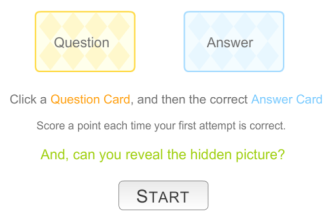 Question Answer
Click a Question Card, and then the correct Answer Card
Score a point each time your first attempt is correct.
And, can you reveal the hidden picture?
START